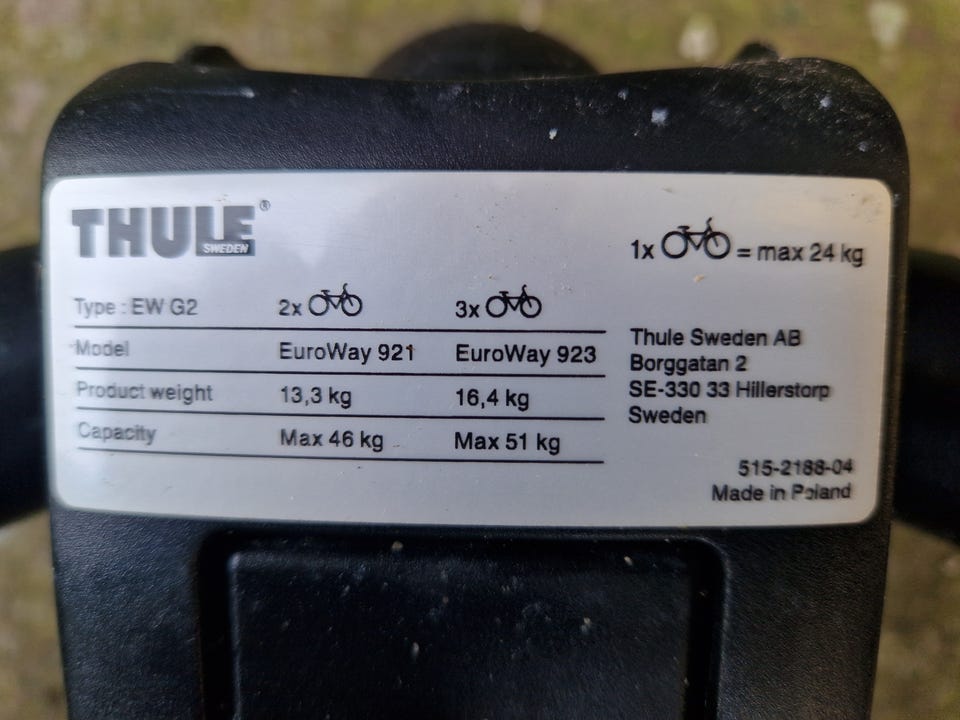 THULE®
SWEDEN
1x = max 24 kg
Type : EW G2 2x 3x
Model EuroWay 921 EuroWay 923
Product weight 13,3 kg 16,4 kg
Capacity Max 46 kg Max 51 kg
Thule Sweden AB
Borggatan 2
SE-330 33 Hillerstorp
Sweden
515-2188-04
Made in Poland